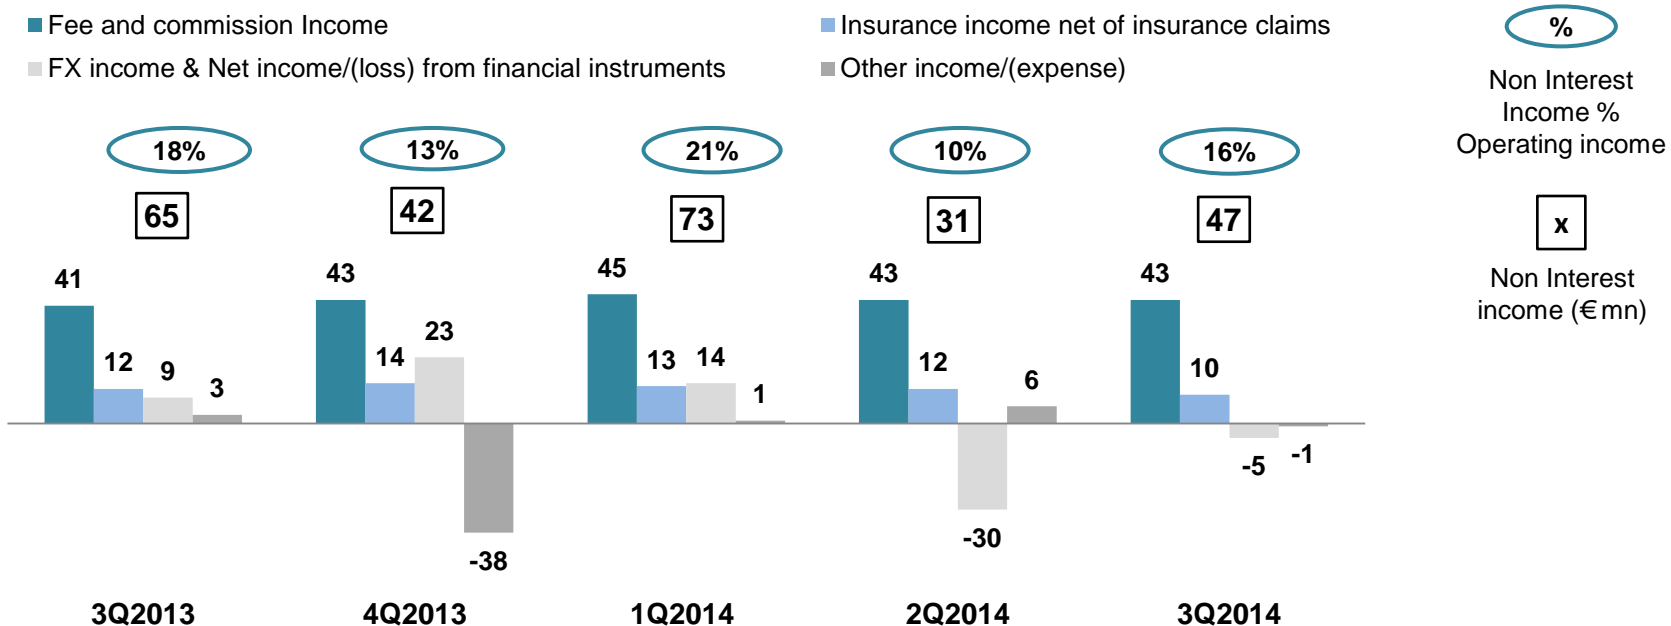 Fee and commission Income
Insurance income net of insurance claims
FX income & Net income/(loss) from financial instruments
Other income/(expense)
%
Non Interest
Income %
Operating income
x
Non Interest
income (€ mn)
18% 13% 21% 10% 16%
65 42 73 31 47
41 12 9 3
43 14 23 -38
45 13 14 1
43 12 -30 6
43 10 -5 -1
3Q2013 4Q2013 1Q2014 2Q2014 3Q2014